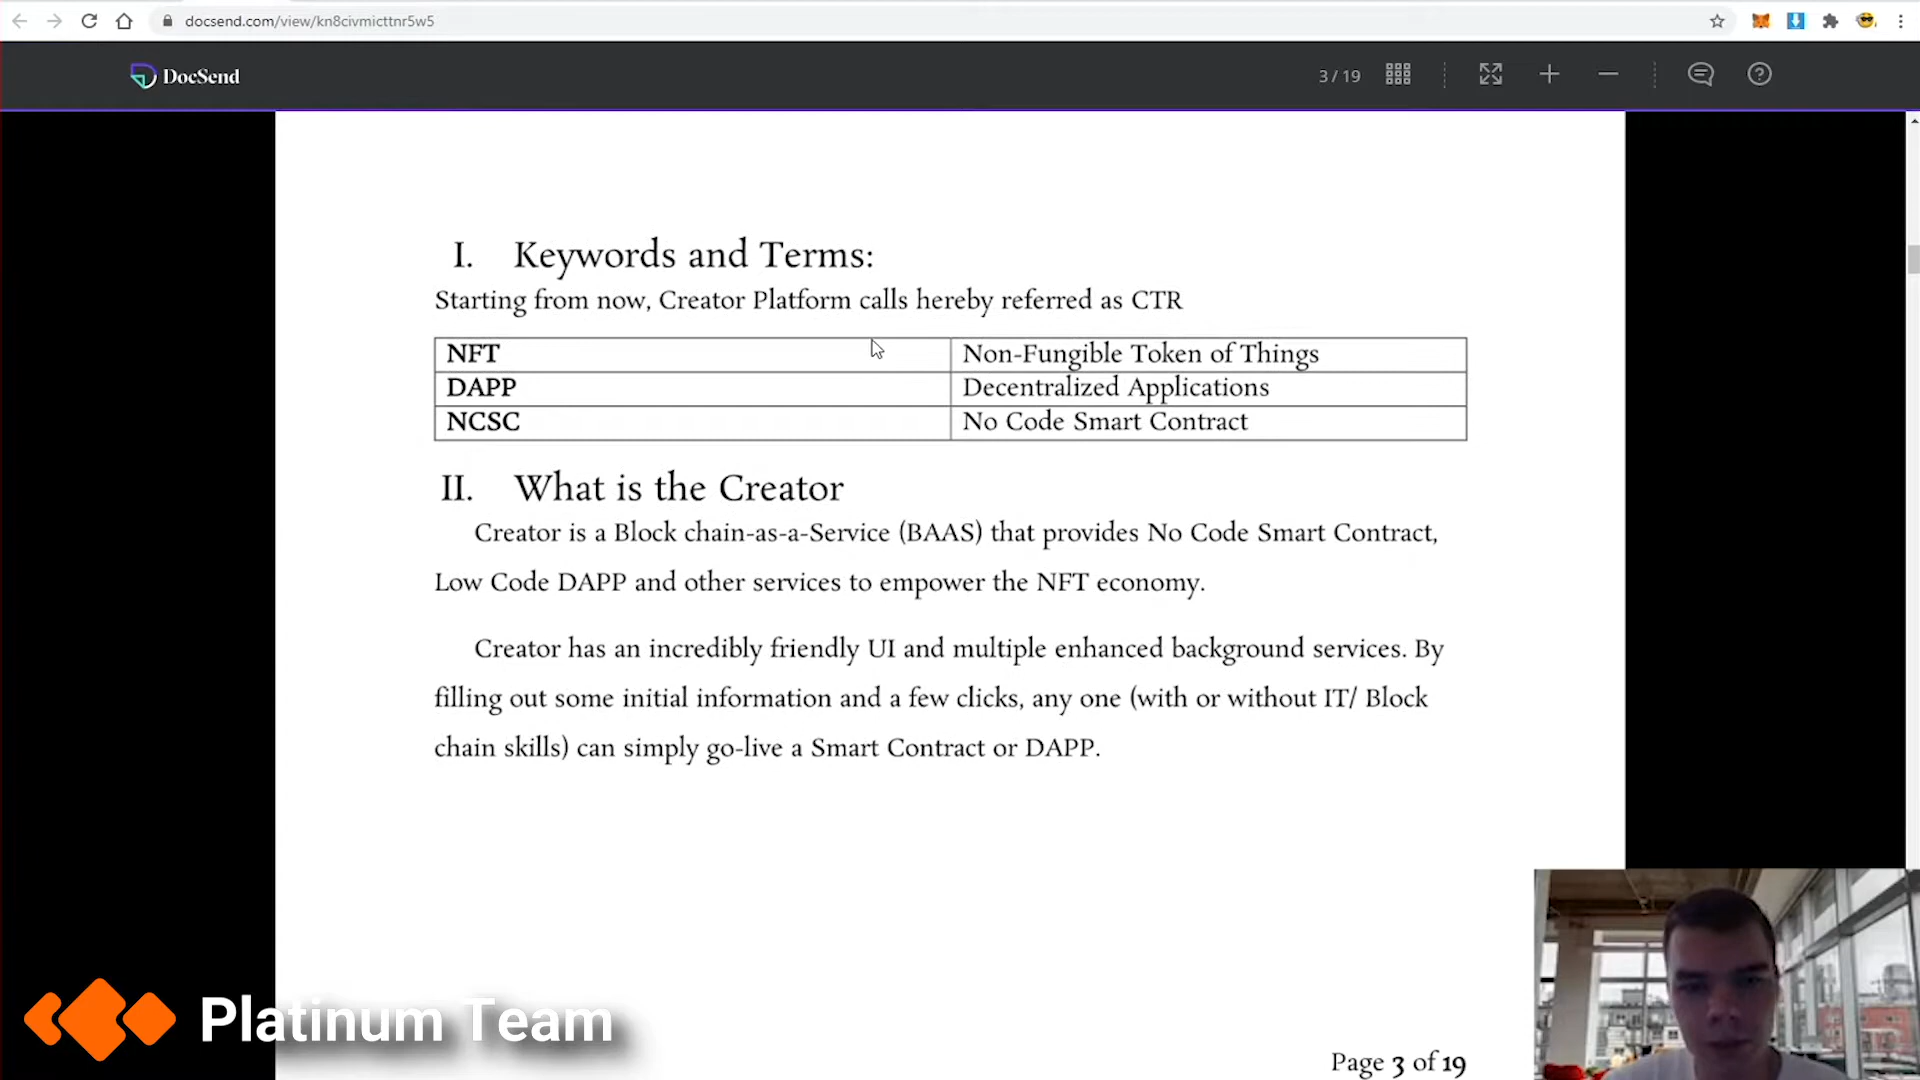 docsend.com/view/kn8civmicttnr5w5
DocSend
3 / 19
I. Keywords and Terms:
Starting from now, Creator Platform calls hereby referred as CTR
NFT Non-Fungible Token of Things
DAPP Decentralized Applications
NCSC No Code Smart Contract
II. What is the Creator
Creator is a Block chain-as-a-Service (BAAS) that provides No Code Smart Contract,
Low Code DAPP and other services to empower the NFT economy.
Creator has an incredibly friendly UI and multiple enhanced background services. By
filling out some initial information and a few clicks, any one (with or without IT/ Block
chain skills) can simply go-live a Smart Contract or DAPP.
Platinum Team
Page 3 of 19